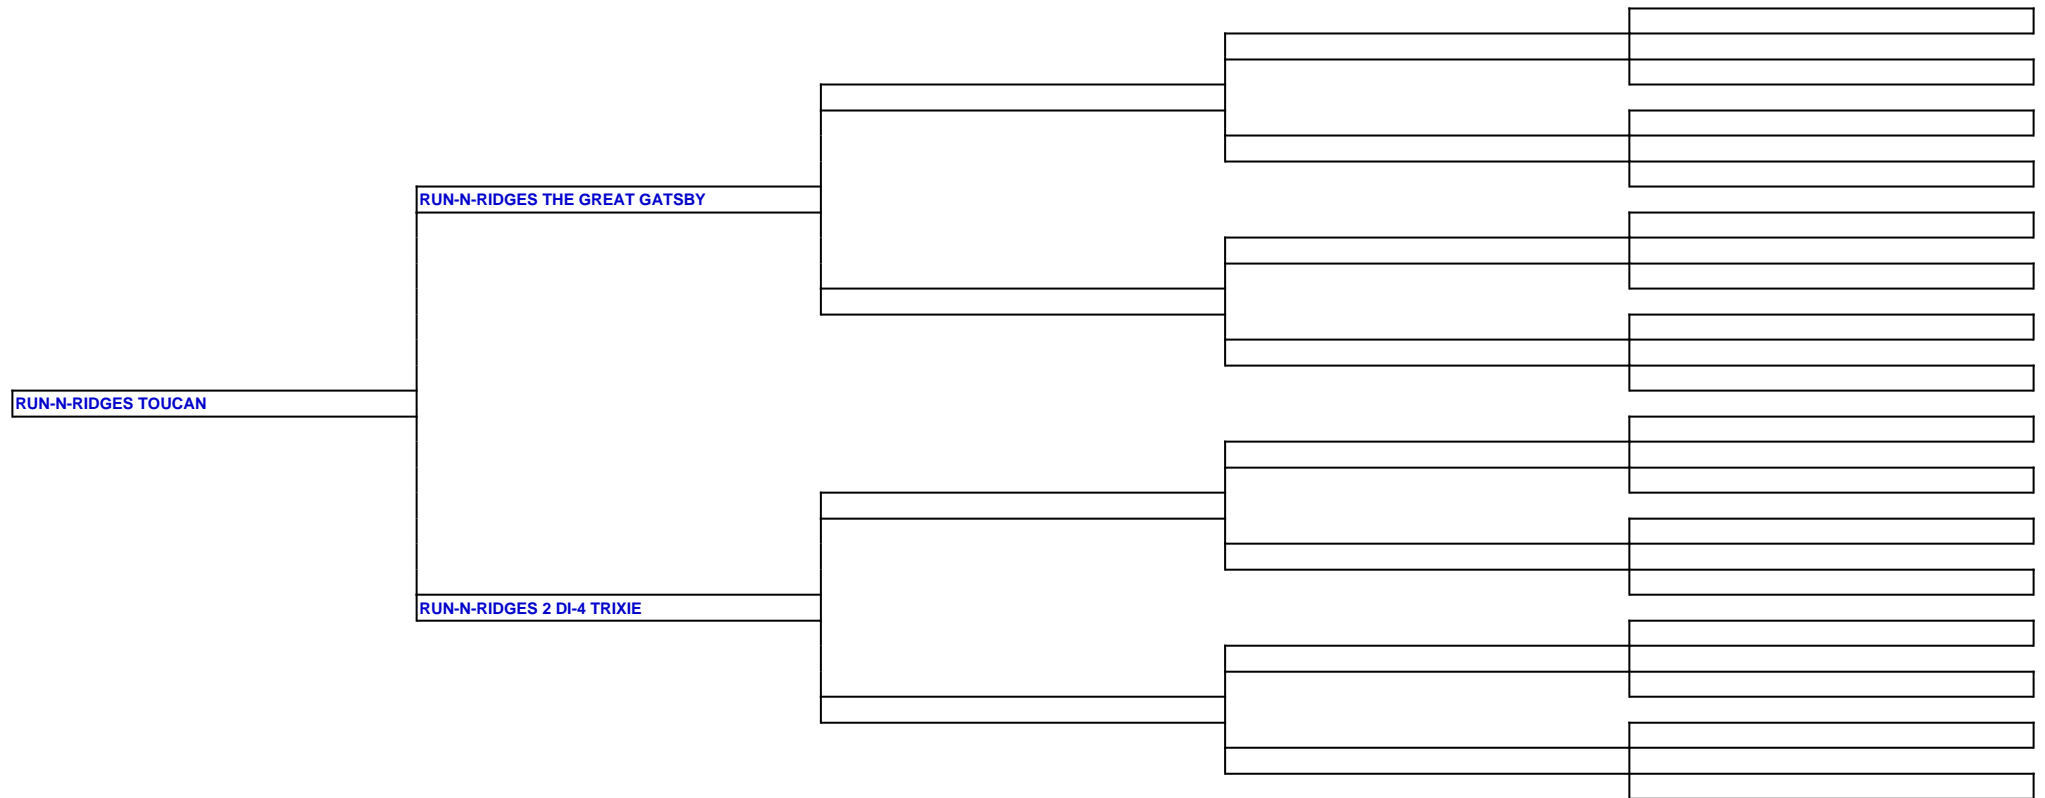 RUN-N-RIDGES THE GREAT GATSBY
RUN-N-RIDGES TOUCAN
RUN-N-RIDGES 2 DI-4 TRIXIE